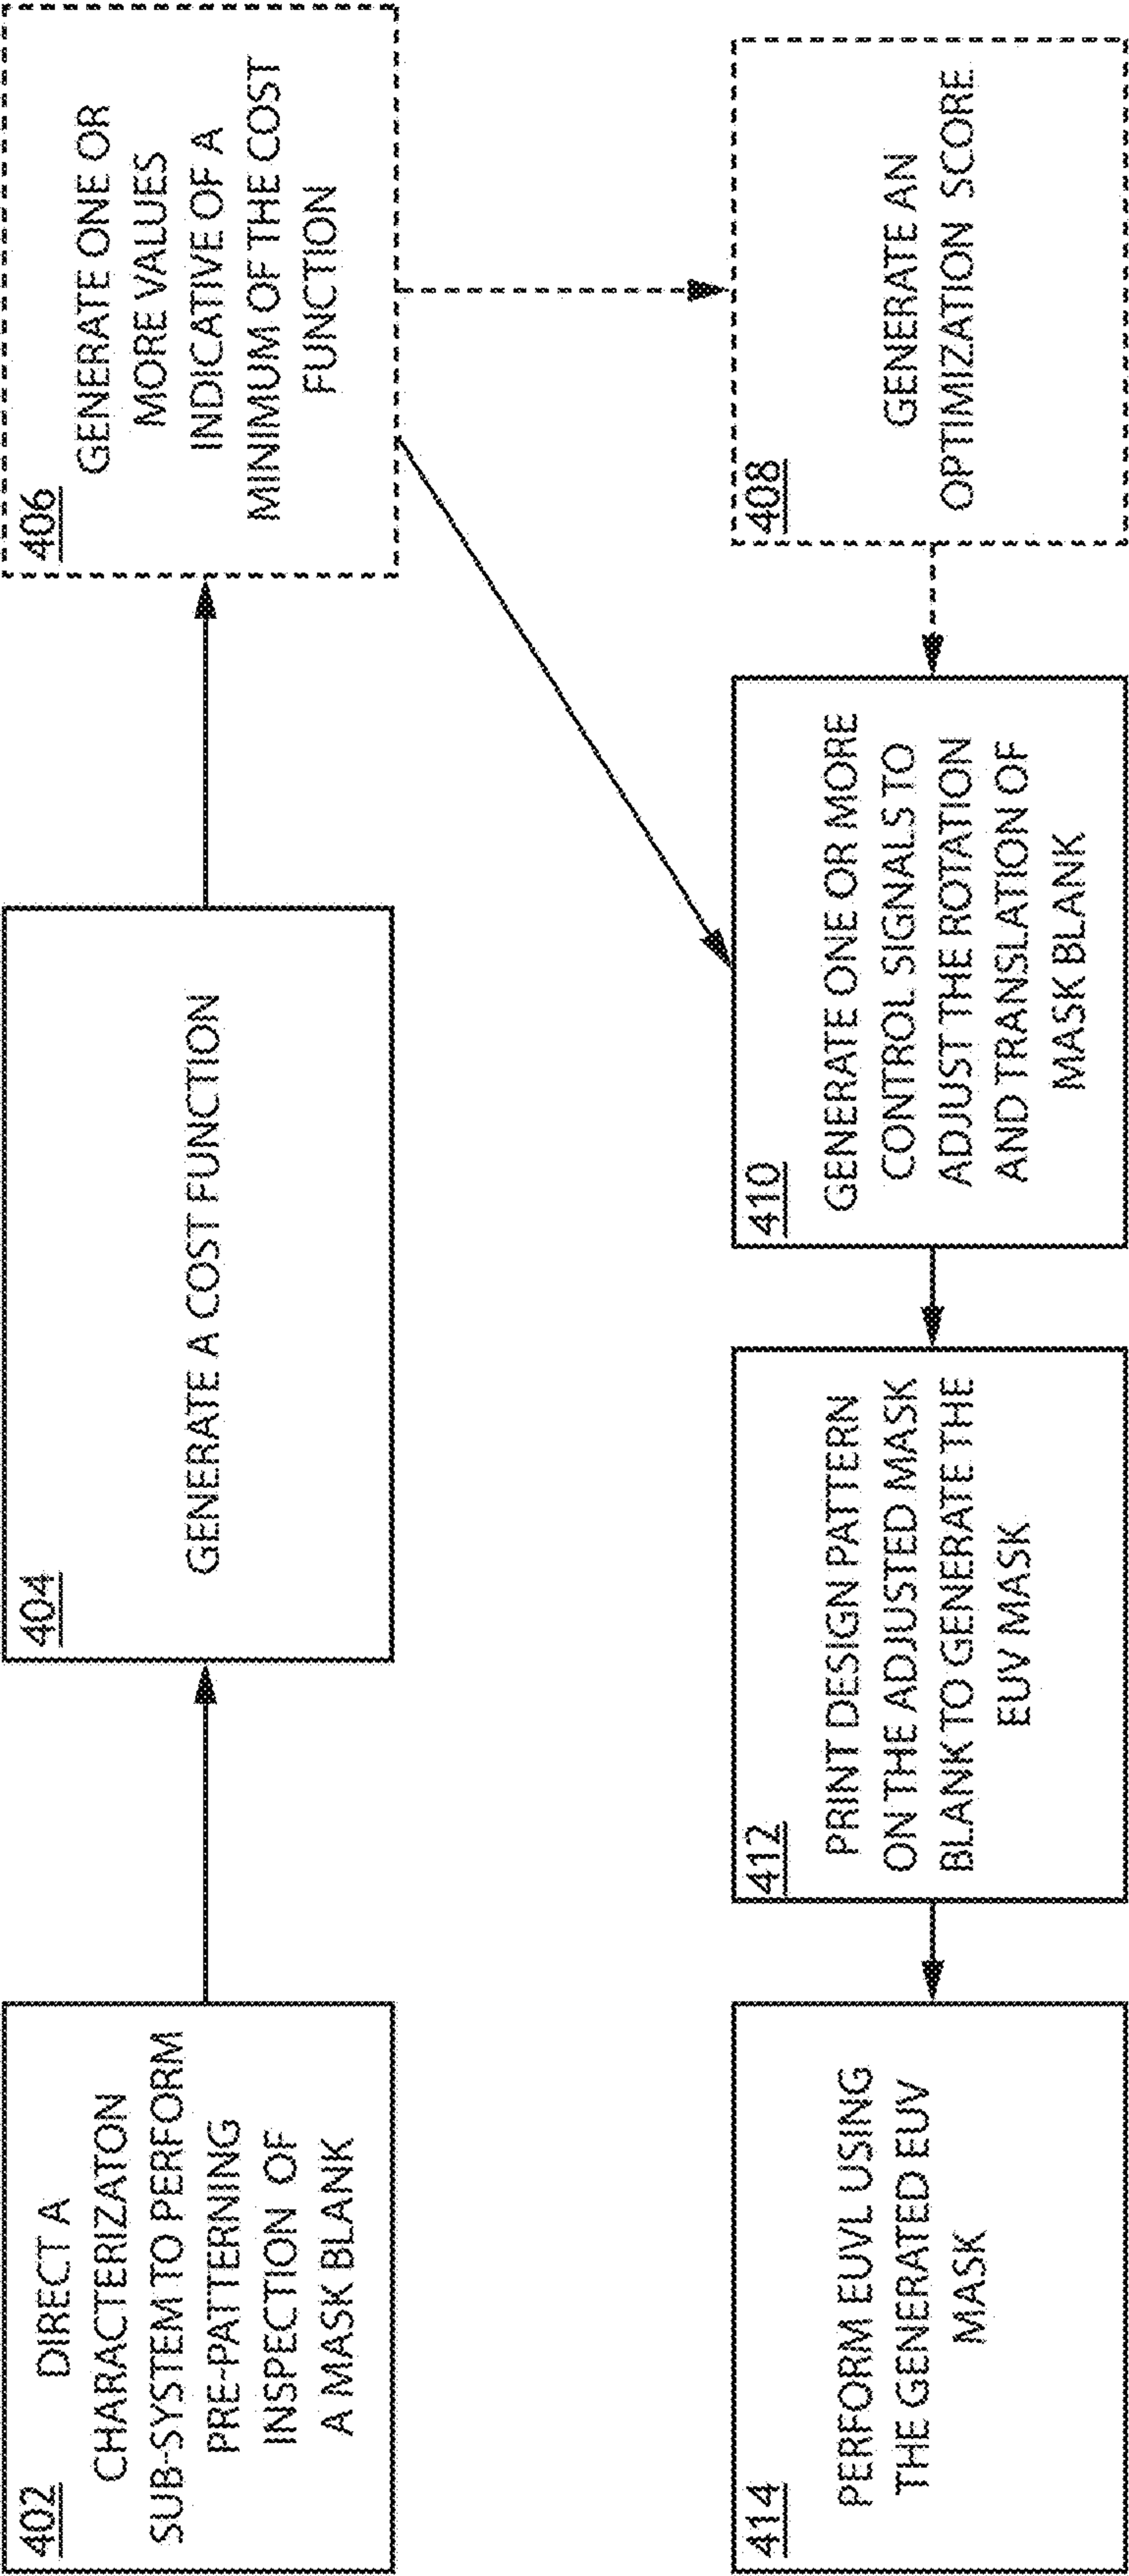 402
DIRECT A
CHARACTERIZATON
SUB-SYSTEM TO PERFORM
PRE-PATTERNING
INSPECTION OF
A MASK BLANK
404
GENERATE A COST FUNCTION
406
GENERATE ONE OR
MORE VALUES
INDICATIVE OF A
MINIMUM OF THE COST
FUNCTION
408
GENERATE AN
OPTIMIZATION SCORE
410
GENERATE ONE OR MORE
CONTROL SIGNALS TO
ADJUST THE ROTATION
AND TRANSLATION OF
MASK BLANK
412
PRINT DESIGN PATTERN
ON THE ADJUSTED MASK
BLANK TO GENERATE THE
EUV MASK
414
PERFORM EUVL USING
THE GENERATED EUV
MASK